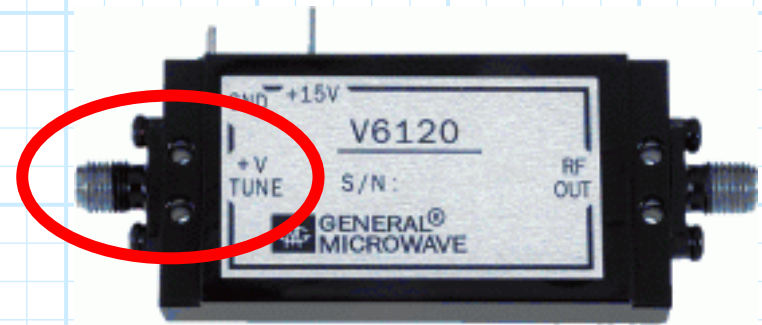 GND +15V
V6120
+V
TUNE
S/N:
RF
OUT
GENERAL®
MICROWAVE